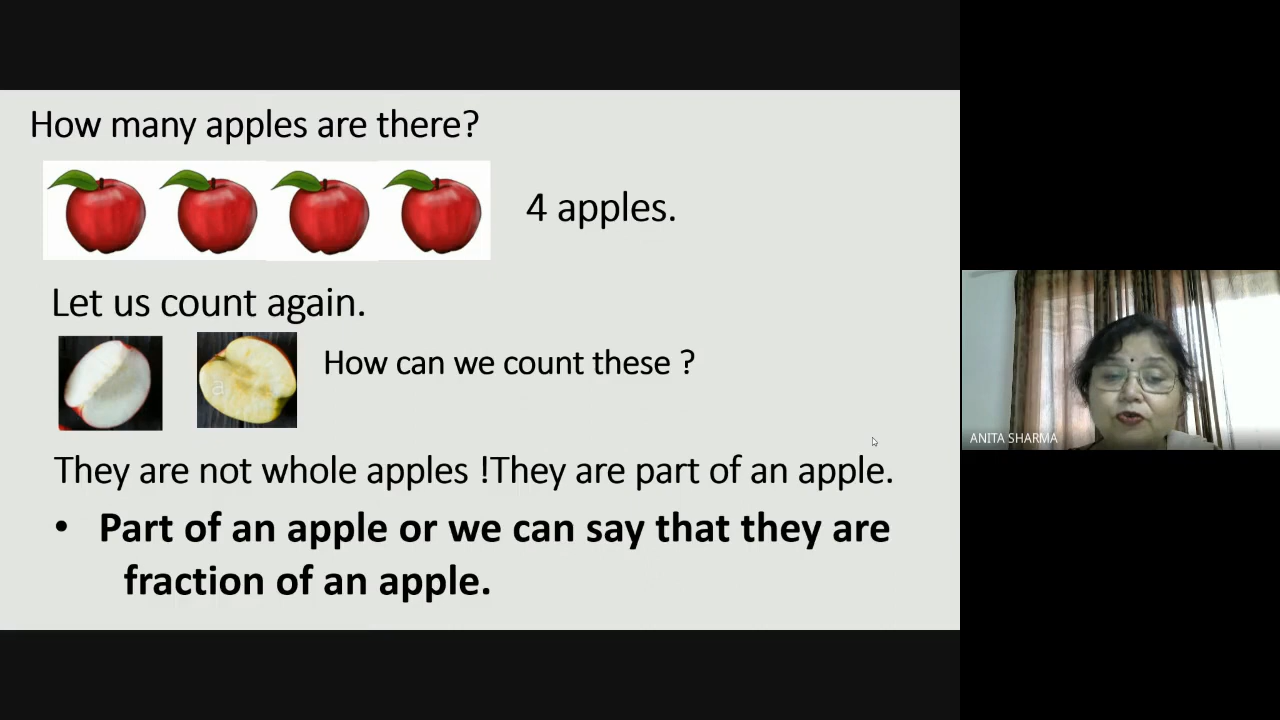 How many apples are there?
4 apples.
Let us count again.
a
How can we count these ?
They are not whole apples !They are part of an apple.
• Part of an apple or we can say that they are
fraction of an apple.
ANITA SHARMA